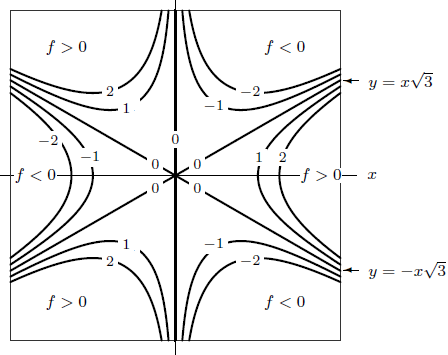 f > 0 f < 0
2 −2
1 −1
y = x√3
−2 0
−1 0 0 1 2
f < 0 f > 0 x
0 0
1 −1
2 −2
y = −x√3
f > 0 f < 0